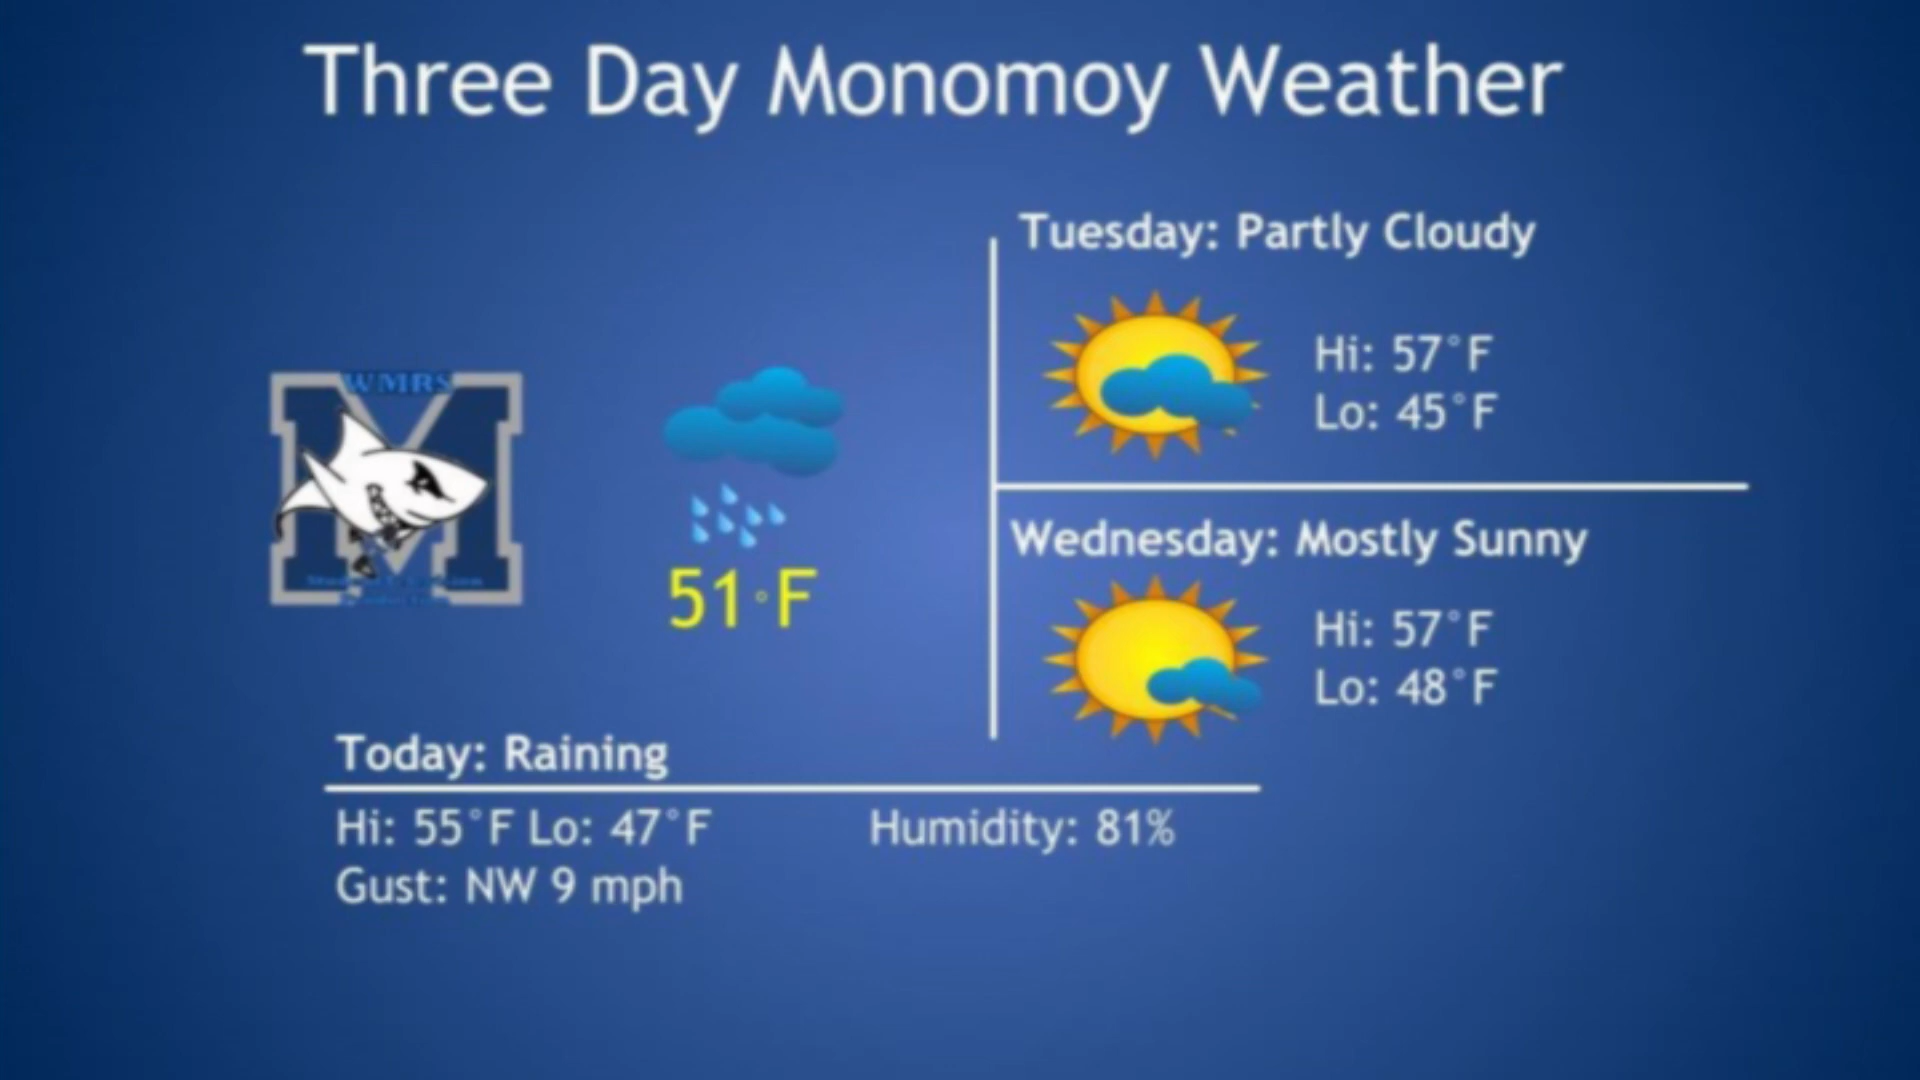 Three Day Monomoy Weather
WMRS
51°F
Today: Raining
Hi: 55°F Lo: 47°F
Humidity: 81%
Gust: NW 9 mph
Tuesday: Partly Cloudy
Hi: 57°F
Lo: 45°F
Wednesday: Mostly Sunny
Hi: 57°F
Lo: 48°F